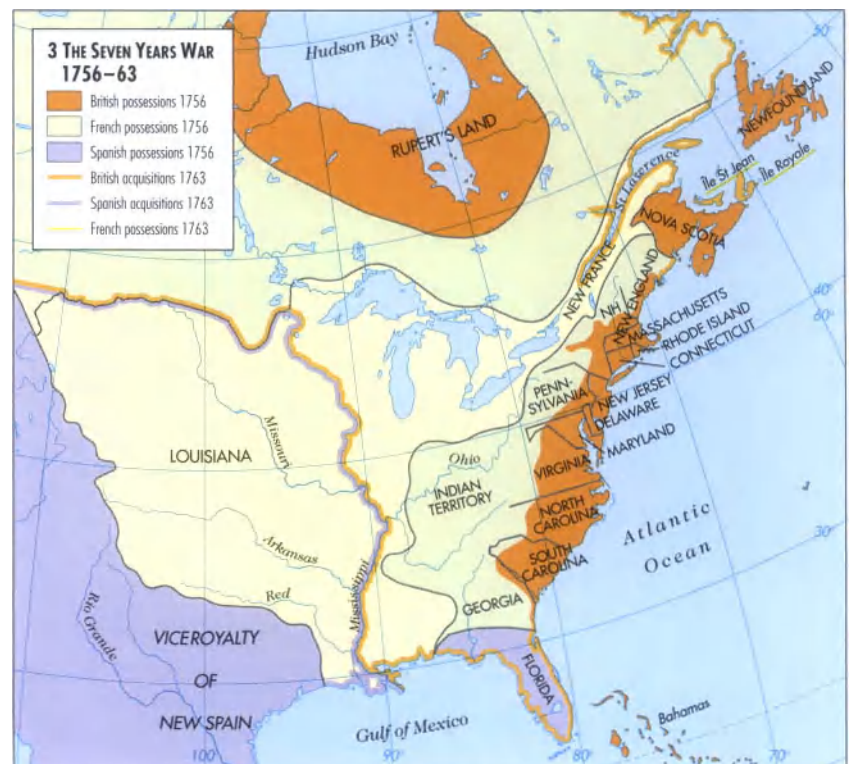 3 THE SEVEN YEARS WAR
1756–63
British possessions 1756
French possessions 1756
Spanish possessions 1756
British acquisitions 1763
Spanish acquisitions 1763
French possessions 1763
Hudson Bay
50°
RUPERT'S LAND
NEWFOUNDLAND
St Lawrence
Île St Jean
Île Royale
NOVA SCOTIA
NEW FRANCE
NEW ENGLAND
NH
40°
60°
MASSACHUSETTS
RHODE ISLAND
CONNECTICUT
PENN-
SYLVANIA
NEW JERSEY
DELAWARE
MARYLAND
LOUISIANA
Missouri
Ohio
INDIAN
TERRITORY
VIRGINIA
NORTH
CAROLINA
Atlantic
Ocean
30°
Arkansas
Mississippi
SOUTH
CAROLINA
Red
GEORGIA
Rio Grande
VICEROYALTY
OF
NEW SPAIN
FLORIDA
Bahamas
Gulf of Mexico
100°
90°
80°
70°